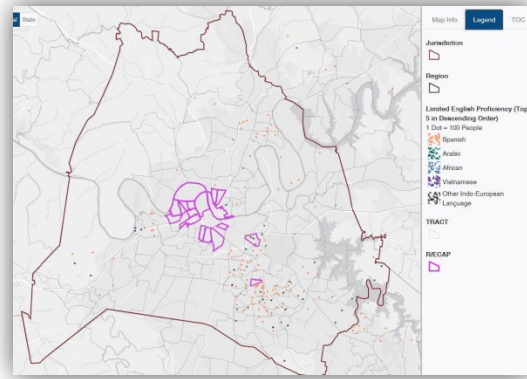 State
Map Info
Legend
TOC
Jurisdiction
Region
Limited English Proficiency (Top
5 in Descending Order)
1 Dot = 100 People
Spanish
Arabic
African
Vietnamese
Other Indo-European
Language
TRACT
R/ECAP